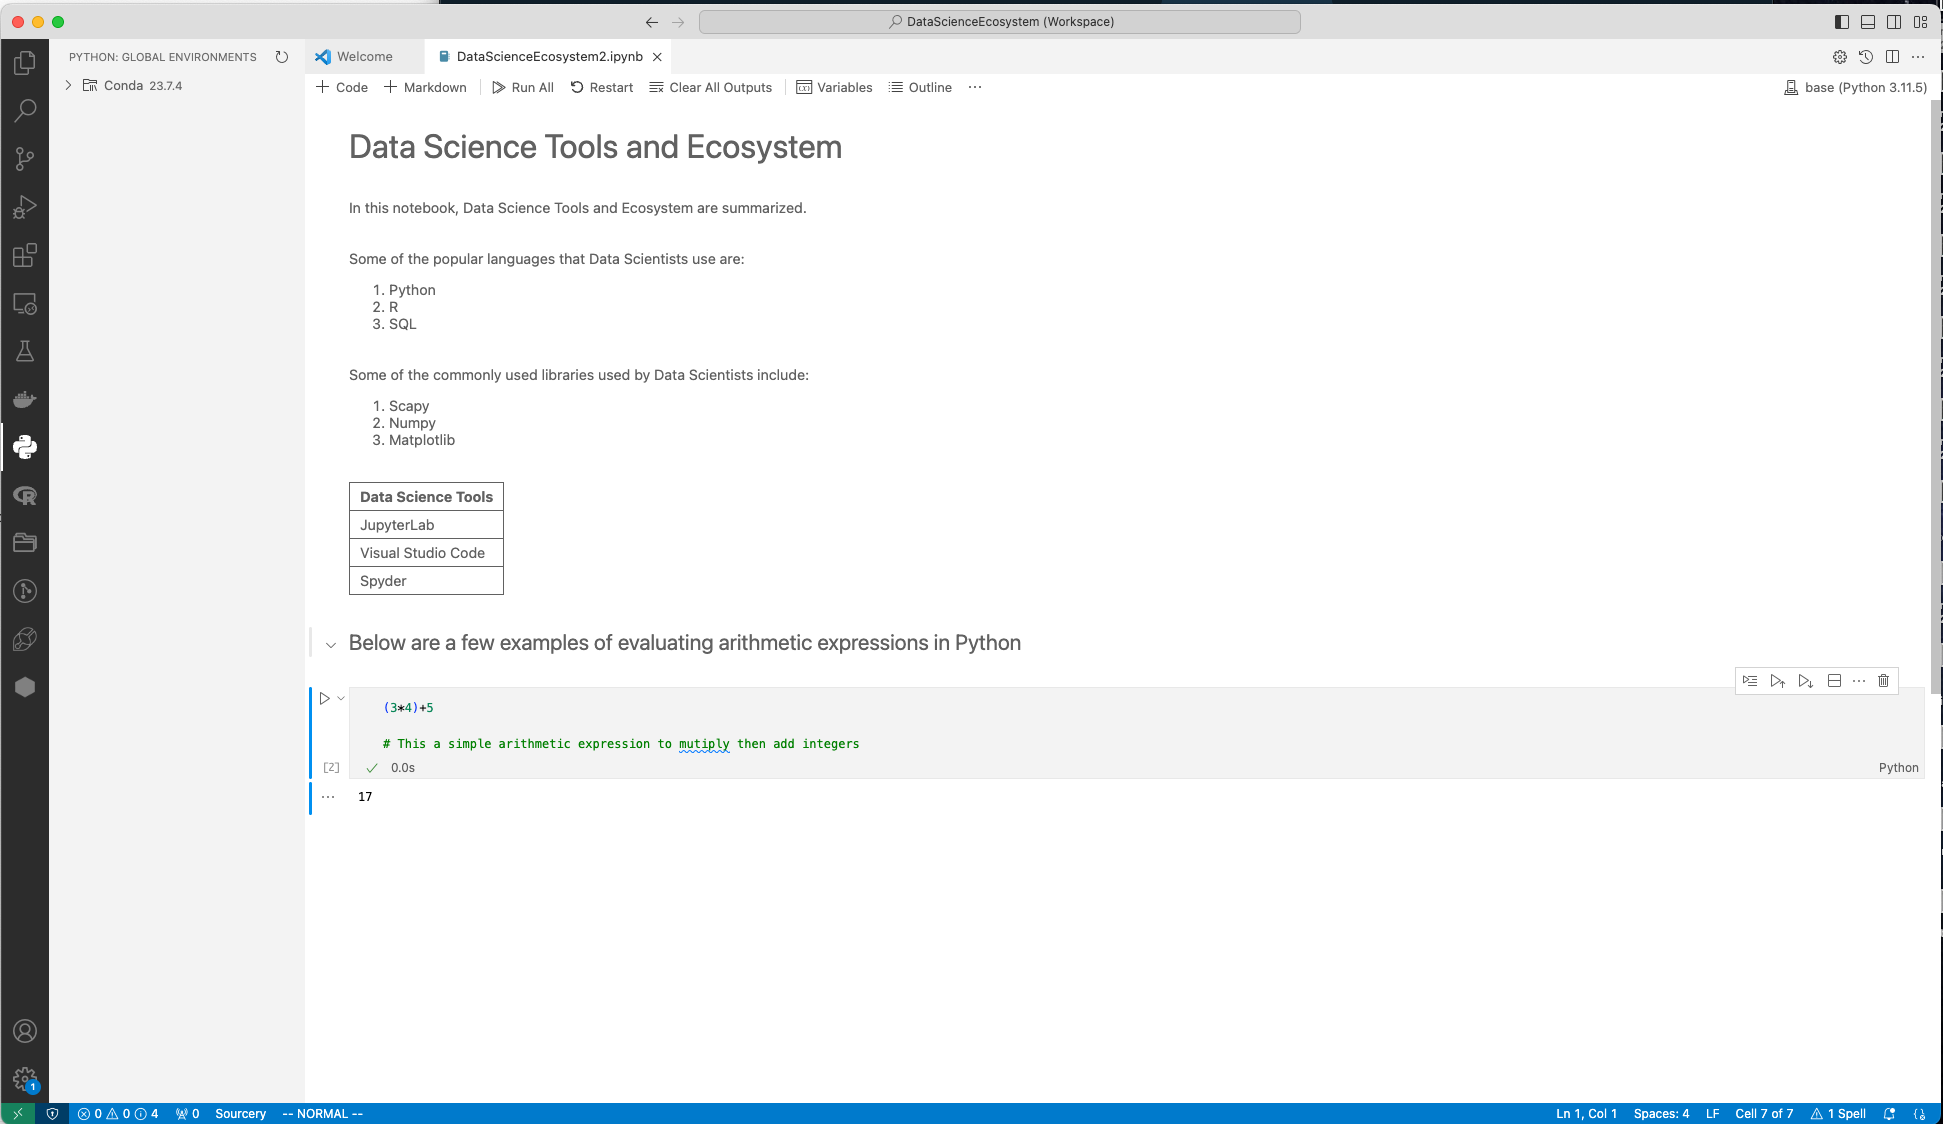 DataScienceEcosystem (Workspace)
PYTHON: GLOBAL ENVIRONMENTS
Conda 23.7.4
Welcome
DataScienceEcosystem2.ipynb
Code
Markdown
Run All
Restart
Clear All Outputs
Variables
Outline
base (Python 3.11.5)
Data Science Tools and Ecosystem
In this notebook, Data Science Tools and Ecosystem are summarized.
Some of the popular languages that Data Scientists use are:
1. Python
2. R
3. SQL
Some of the commonly used libraries used by Data Scientists include:
1. Scapy
2. Numpy
3. Matplotlib
Data Science Tools
JupyterLab
Visual Studio Code
Spyder
Below are a few examples of evaluating arithmetic expressions in Python
(3*4)+5
# This a simple arithmetic expression to mutiply then add integers
[2]
0.0s
Python
17
1
0 0 4
0
Sourcery
-- NORMAL --
Ln 1, Col 1
Spaces: 4
LF
Cell 7 of 7
1 Spell